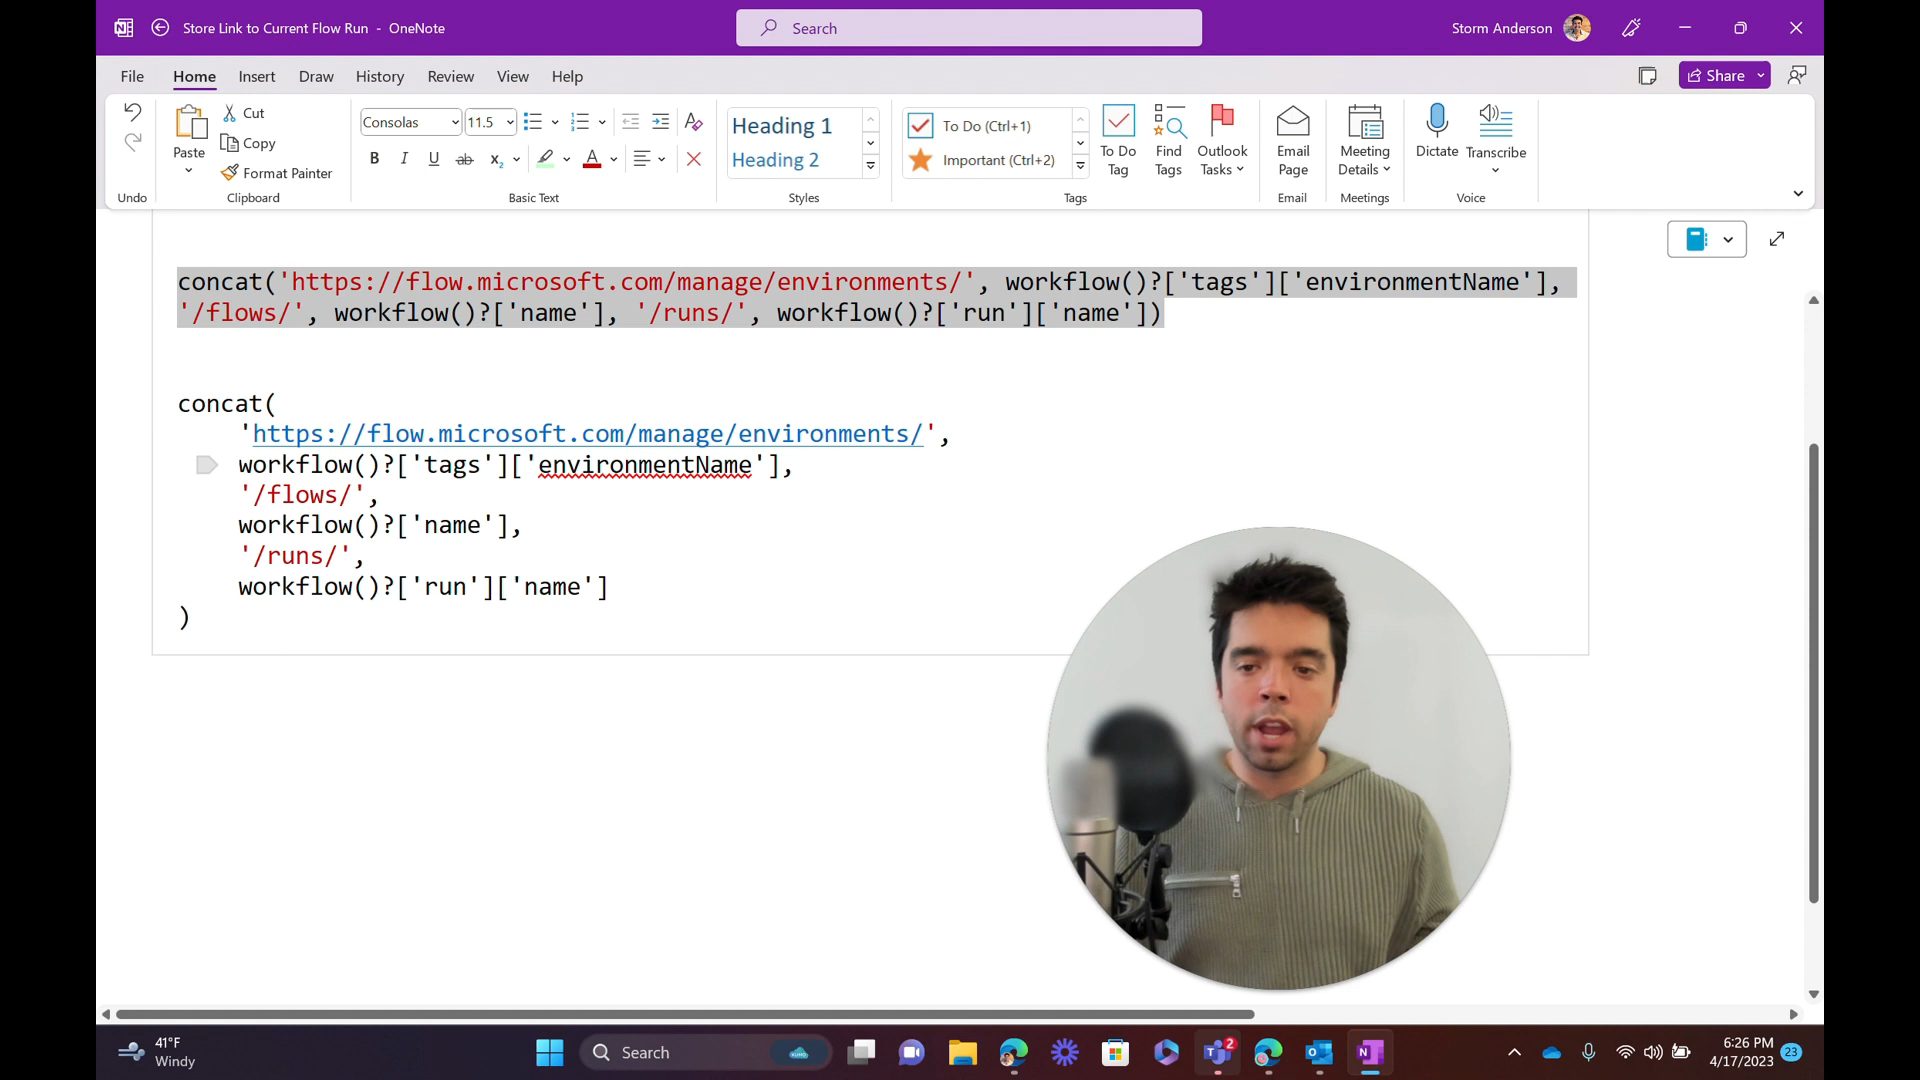 Store Link to Current Flow Run - OneNote
Search
Storm Anderson
File Home Insert Draw History Review View Help
Share
Paste
Cut
Copy
Format Painter
Consolas 11.5
Heading 1
Heading 2
To Do (Ctrl+1)
Important (Ctrl+2)
To Do
Tag
Find
Tags
Outlook
Tasks
Email
Page
Meeting
Details
Dictate
Transcribe
Undo Clipboard Basic Text Styles Tags Email Meetings Voice
concat('https://flow.microsoft.com/manage/environments/', workflow()?['tags']['environmentName'],
'/flows/', workflow()?['name'], '/runs/', workflow()?['run']['name'])
concat(
'https://flow.microsoft.com/manage/environments/',
workflow()?['tags']['environmentName'],
'/flows/',
workflow()?['name'],
'/runs/',
workflow()?['run']['name']
)
41°F
Windy
Search
2
6:26 PM
4/17/2023
23